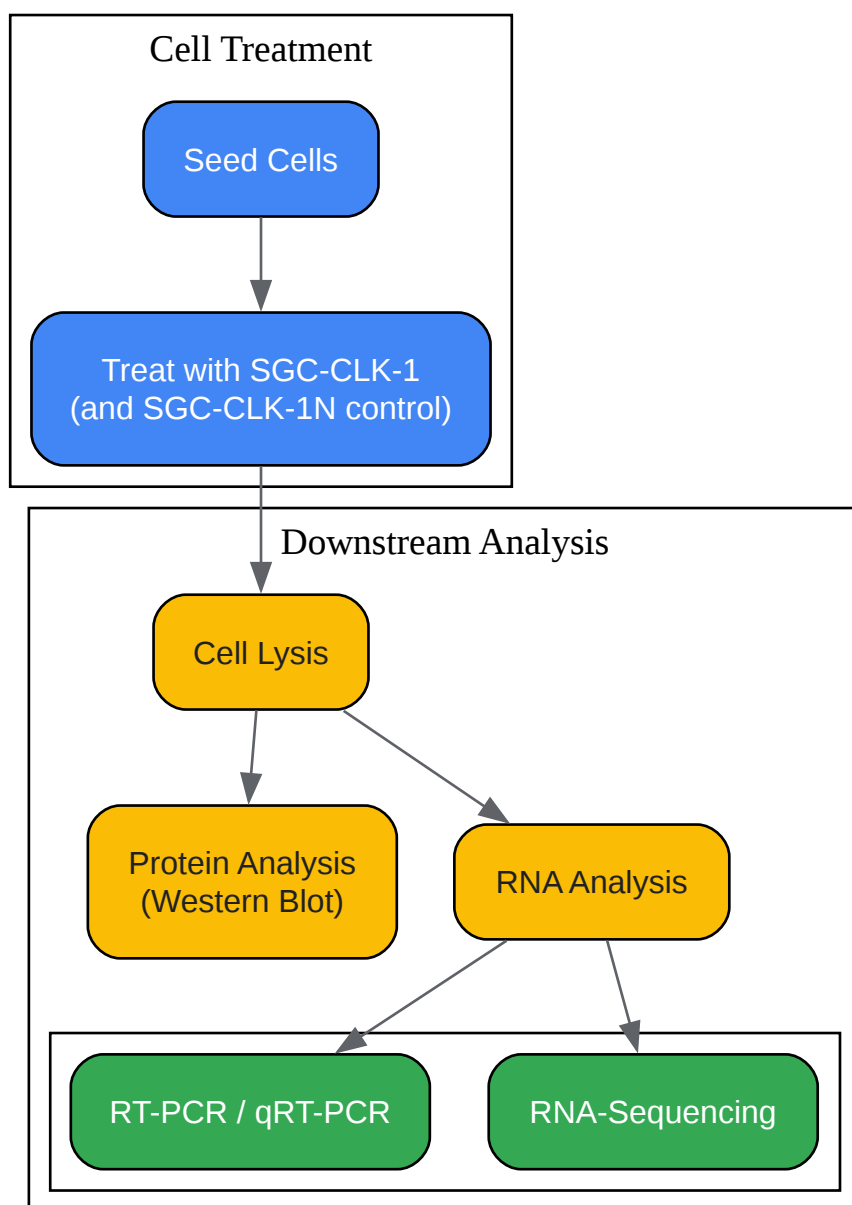 Cell Treatment
Seed Cells
Treat with SGC-CLK-1
(and SGC-CLK-1N control)
Downstream Analysis
Cell Lysis
Protein Analysis
(Western Blot)
RNA Analysis
RT-PCR / qRT-PCR
RNA-Sequencing